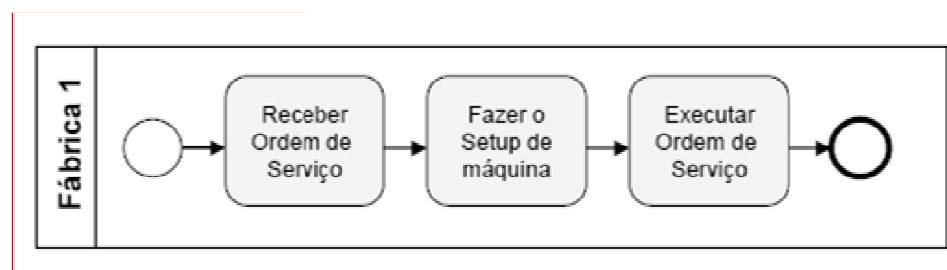 Fábrica 1
Receber
Ordem de
Serviço
Fazer o
Setup de
máquina
Executar
Ordem de
Serviço